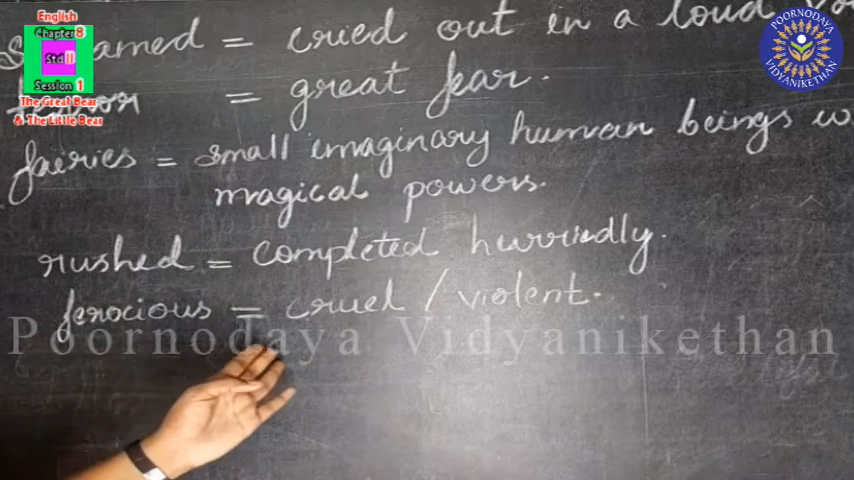 English
Chapter 8
Std II
Session 1
The Great Bear
& The Little Bear
POORNODAYA
VIDYANIKETHAN
= cried out in a loud
= great fear.
fairies = small imaginary human beings
magical powers.
rushed = completed hurriedly.
ferocious = cruel / violent.
Poornodaya Vidyanikethan